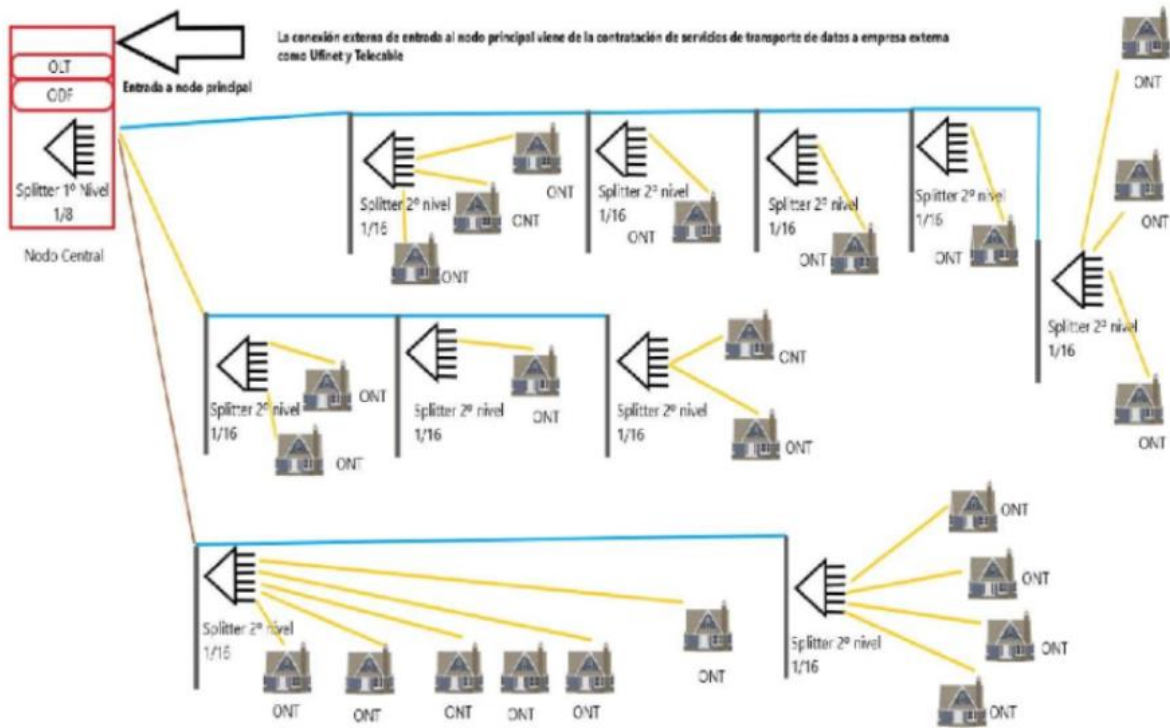 La conexión externa de entrada al nodo principal viene de la contratación de servicios de transporte de datos a empresa externa
como Ufinet y Telecable
OLT
ODF
Entrada a nodo principal
Splitter 1º Nivel
1/8
Nodo Central
Splitter 2º nivel
1/16
ONT
ONT
ONT
Splitter 2º nivel
1/16
ONT
Splitter 2º nivel
1/16
ONT
Splitter 2º nivel
1/16
ONT
Splitter 2º nivel
1/16
ONT
ONT
ONT
Splitter 2º nivel
1/16
ONT
ONT
Splitter 2º nivel
1/16
ONT
Splitter 2º nivel
1/16
ONT
ONT
Splitter 2º nivel
1/16
ONT
ONT
ONT
ONT
ONT
ONT
Splitter 2º nivel
1/16
ONT
ONT
ONT
ONT